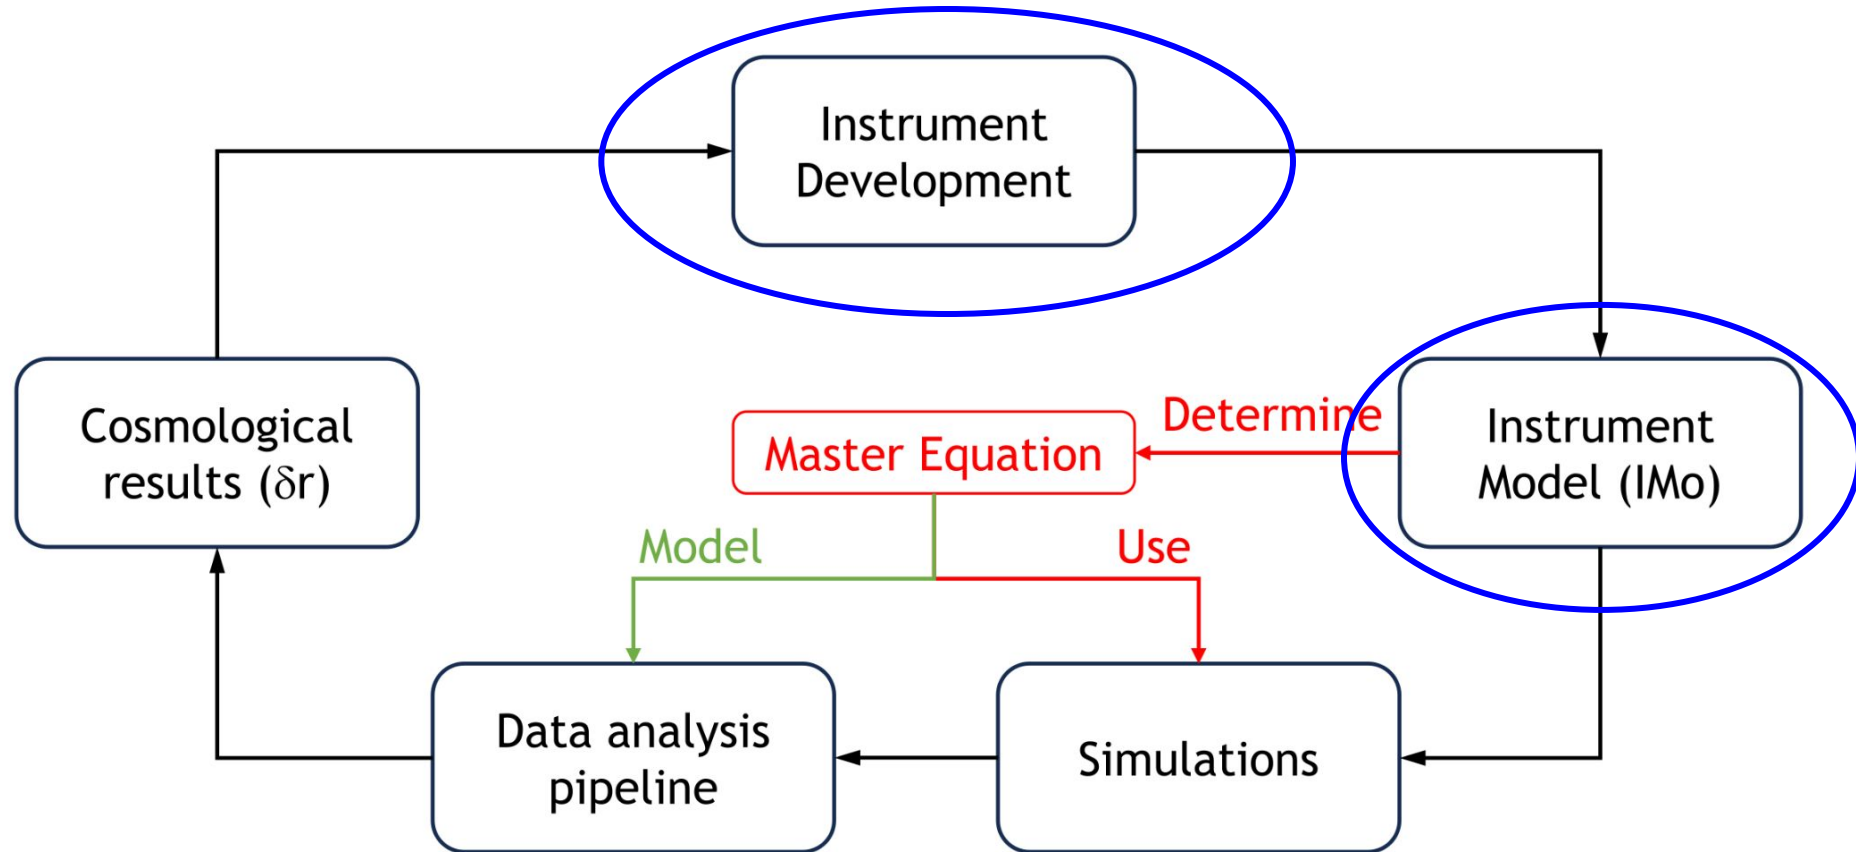 Instrument
Development
Cosmological
results (δr)
Master Equation
Determine
Instrument
Model (IMo)
Model
Use
Data analysis
pipeline
Simulations